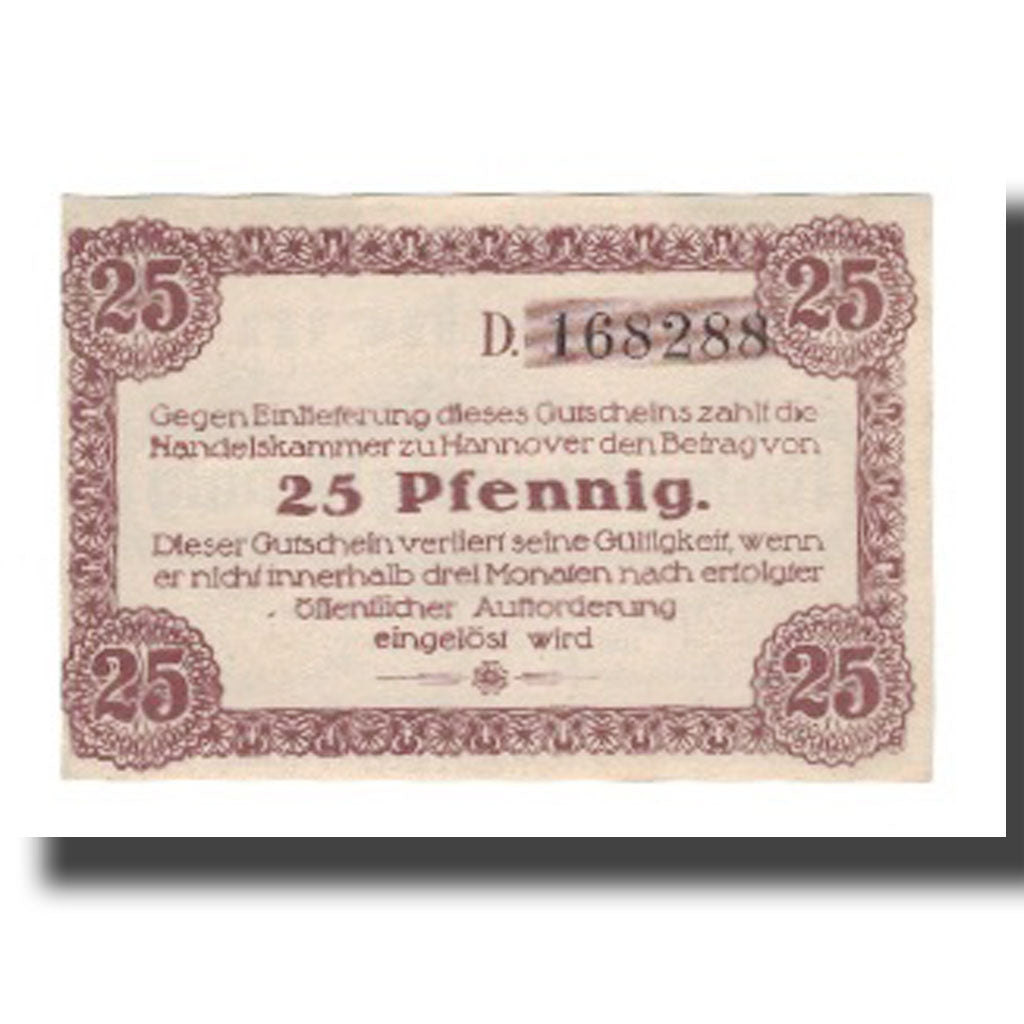 25 25
D. 168288
Gegen Einlieferung dieses Gutscheins zahlt die
Handelskammer zu Hannover den Betrag von
25 Pfennig.
Dieser Gutschein verliert seine Gültigkeit, wenn
er nicht innerhalb drei Monaten nach erfolgter
öffentlicher Aufforderung
eingelöst wird
25 25